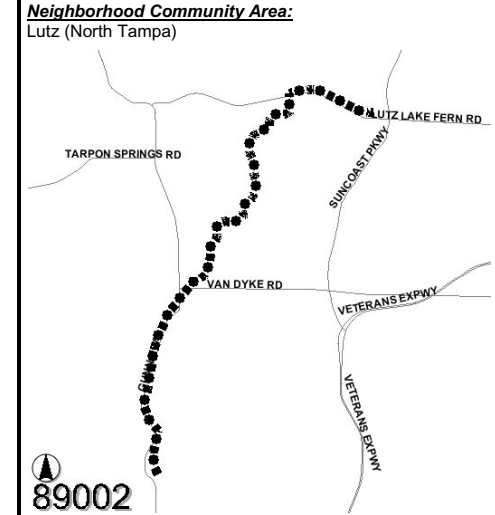 Neighborhood Community Area:
Lutz (North Tampa)
LUTZ LAKE FERN RD
TARPON SPRINGS RD
SUNCOAST PKWY
VAN DYKE RD
VETERANS EXPWY
VETERANS EXPWY
89002